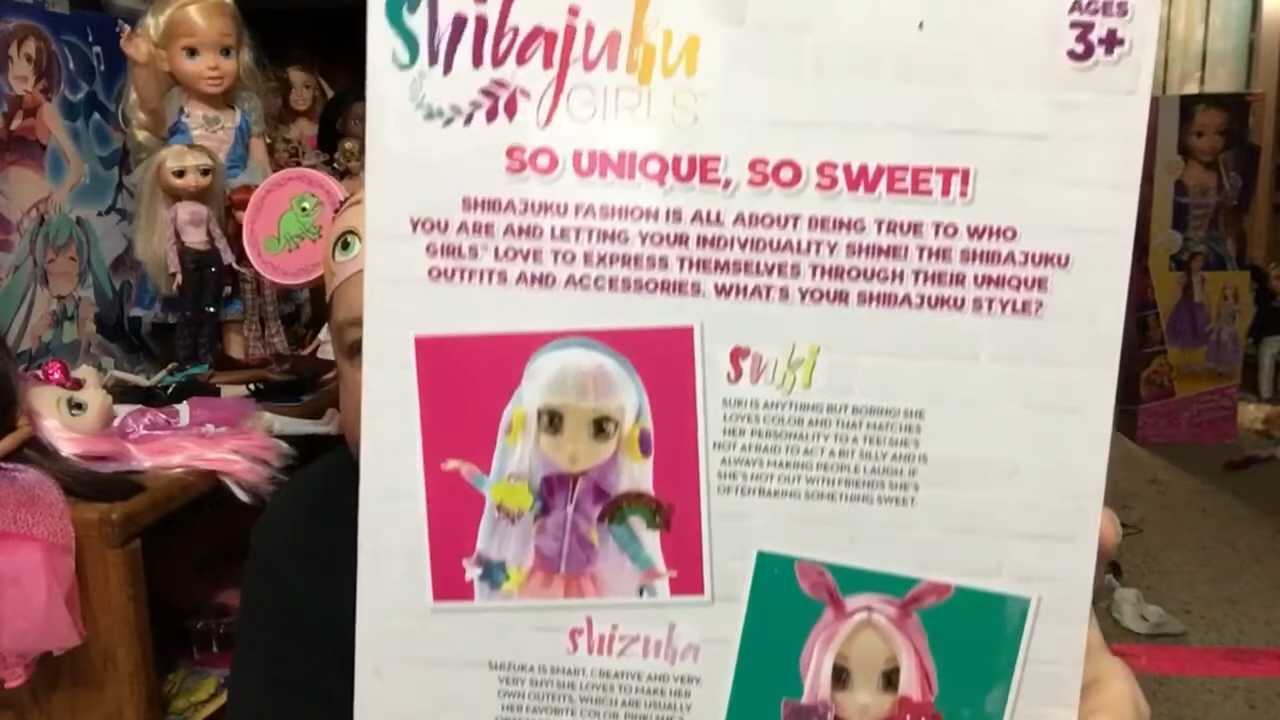 Shibajuku
GIRLS™
AGES
3+
SO UNIQUE, SO SWEET!
SHIBAJUKU FASHION IS ALL ABOUT BEING TRUE TO WHO
YOU ARE AND LETTING YOUR INDIVIDUALITY SHINE! THE SHIBAJUKU
GIRLS™ LOVE TO EXPRESS THEMSELVES THROUGH THEIR UNIQUE
OUTFITS AND ACCESSORIES. WHAT'S YOUR SHIBAJUKU STYLE?
suki
SUKI IS ANYTHING BUT BORING! SHE
LOVES COLOR AND THAT MATCHES
HER PERSONALITY TO A TEE! SHE'S
NOT AFRAID TO ACT A BIT SILLY AND IS
ALWAYS MAKING PEOPLE LAUGH. IF
SHE'S NOT OUT WITH FRIENDS SHE'S
OFTEN BAKING SOMETHING SWEET.
shizuka
SHIZUKA IS SMART, CREATIVE AND VERY,
VERY SHY! SHE LOVES TO MAKE HER
OWN OUTFITS, WHICH ARE USUALLY
HER FAVORITE COLOR, PINK! SHE'S